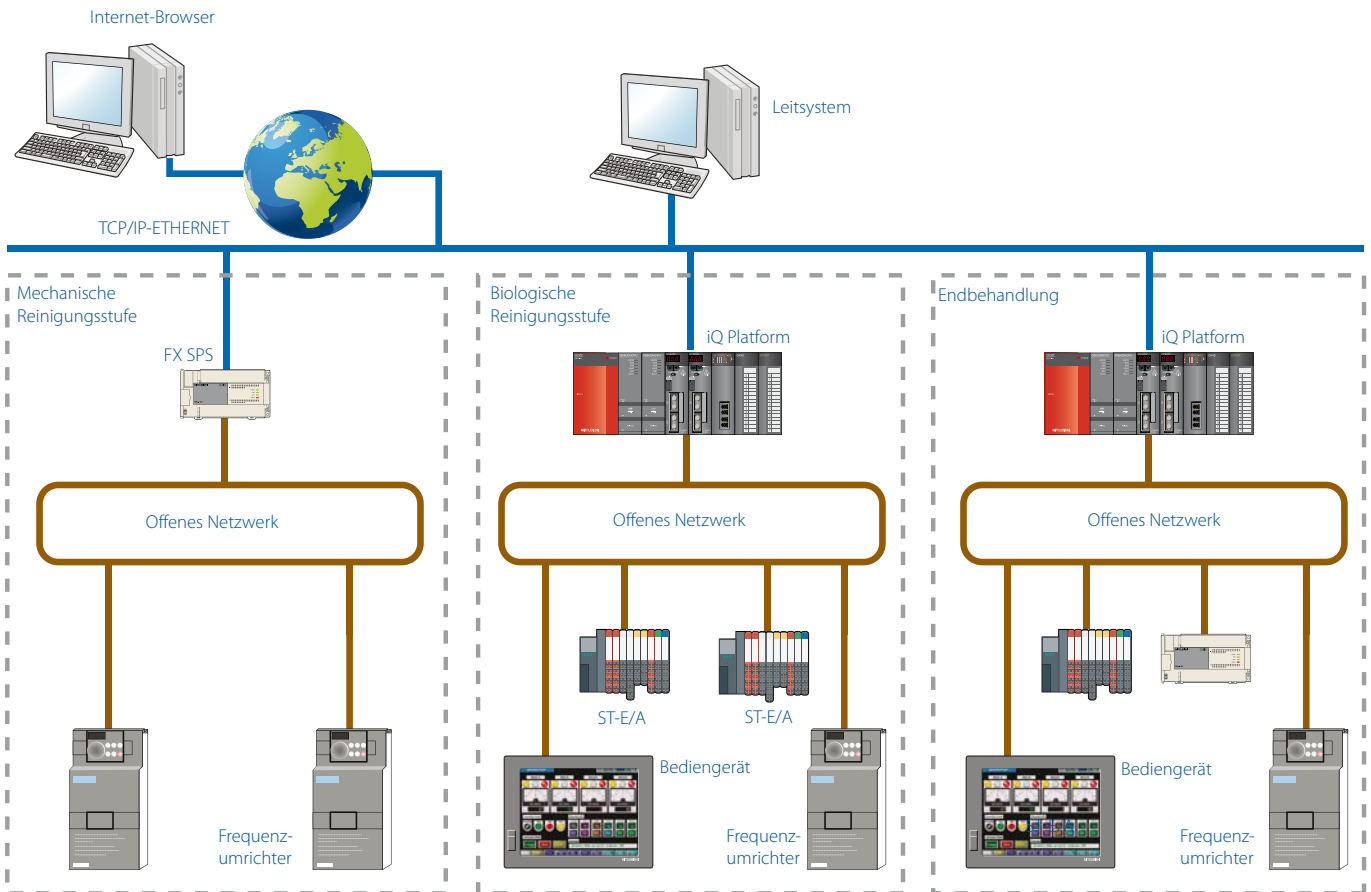 Internet-Browser
Leitsystem
TCP/IP-ETHERNET
Mechanische
Reinigungsstufe
FX SPS
Offenes Netzwerk
Frequenz-
umrichter
Biologische
Reinigungsstufe
iQ Platform
Offenes Netzwerk
ST-E/A
ST-E/A
Bediengerät
Frequenz-
umrichter
Endbehandlung
iQ Platform
Offenes Netzwerk
Bediengerät
Frequenz-
umrichter